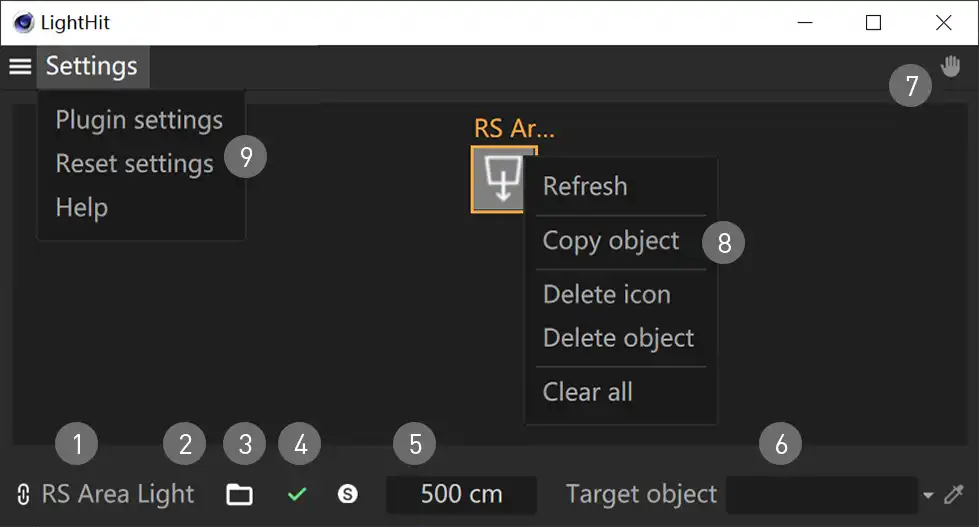 LightHit
Settings
7
Plugin settings
Reset settings
9
Help
RS Ar...
Refresh
Copy object
8
Delete icon
Delete object
Clear all
1 2 3 4 5 6
RS Area Light S 500 cm Target object